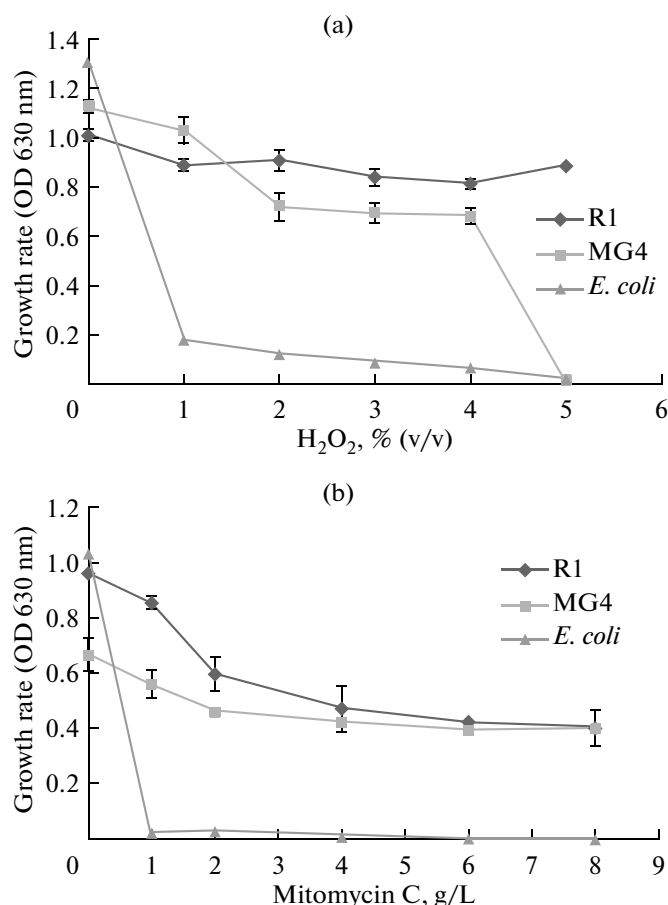 (a)
Growth rate (OD 630 nm)
1.4
1.2
1.0
0.8
0.6
0.4
0.2
0 1 2 3 4 5 6
R1
MG4
E. coli
H₂O₂, % (v/v)
(b)
Growth rate (OD 630 nm)
1.2
1.0
0.8
0.6
0.4
0.2
0 1 2 3 4 5 6 7 8 9
R1
MG4
E. coli
Mitomycin C, g/L